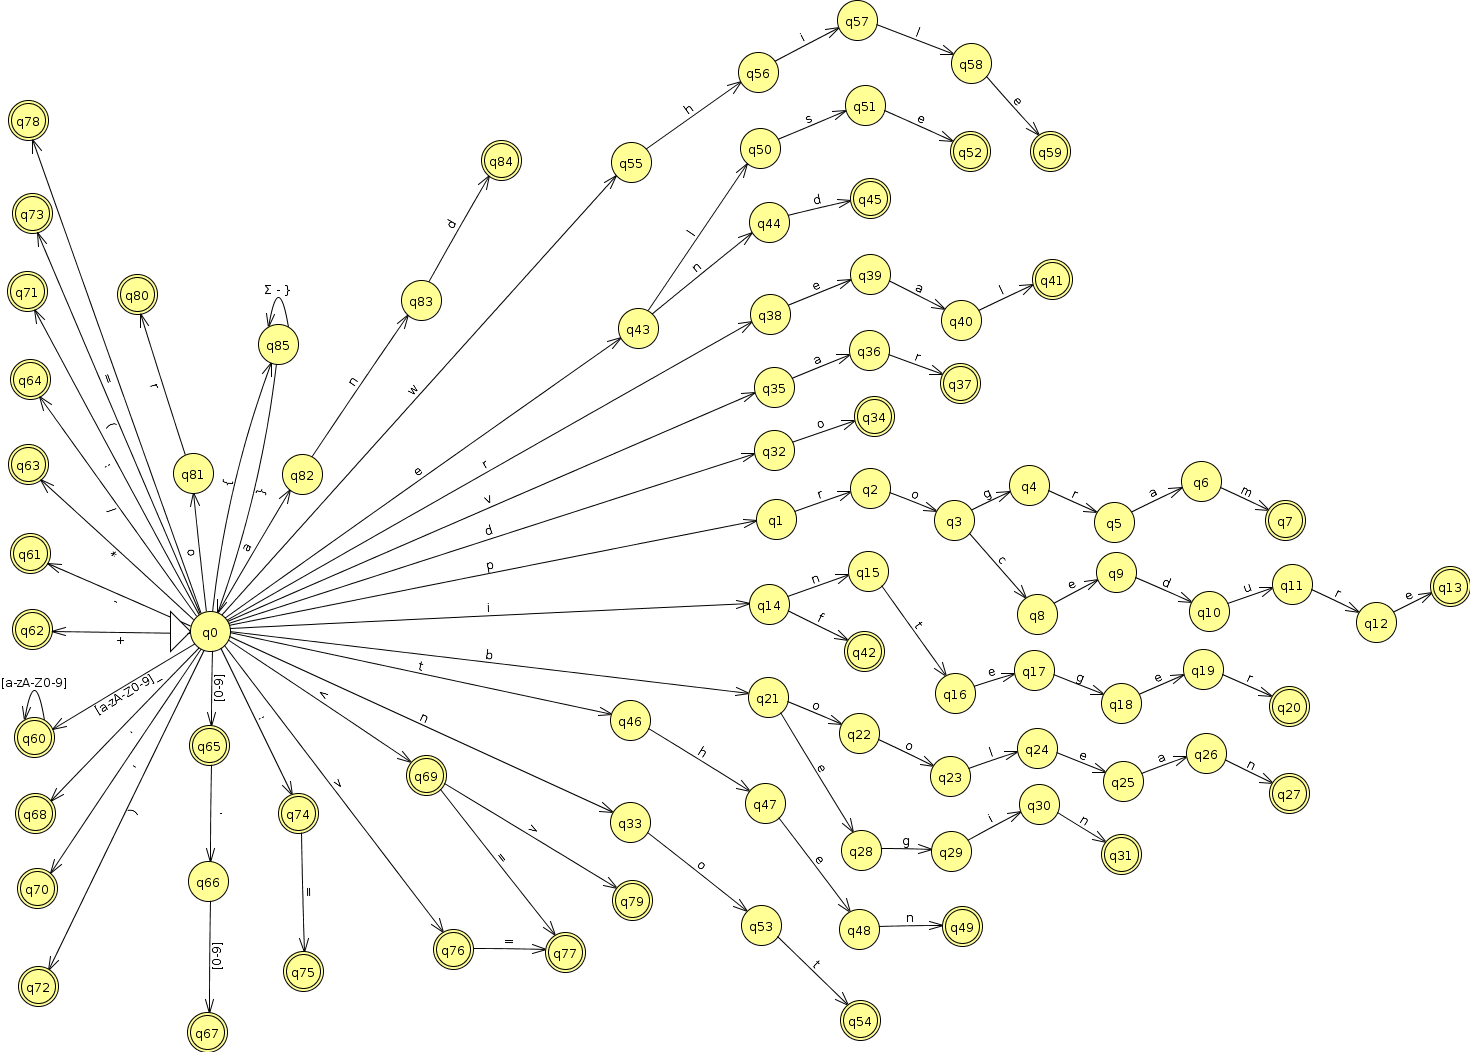 q57
i
l
q56
q58
h
e
q51
s
e
q78
q50
q52
q59
q84
q55
q73
q45
d
q44
d
l
q39
n
e
q41
q71
q80
Σ - }
q83
a
l
q38
q40
q43
q85
q36
a
r
q64
=
r
n
w
q35
q37
(
q34
o
q32
q63
:
q81
q82
e
r
q2
q4
q6
{
}
v
r
o
g
r
a
m
/
d
q1
q3
q5
q7
*
o
a
q61
p
q15
c
e
q9
n
d
u
q11
r
e
q13
-
i
q14
q8
q10
q12
q62
q0
f
+
t
q42
b
t
e
q17
g
e
q19
r
[a-zA-Z0-9]
[a-zA-Z0-9]_
[0-9]
<
q21
q16
q18
q20
n
o
q46
q22
q60
.
q65
:
o
l
q24
e
a
q26
n
h
e
,
q69
q23
q25
q27
q68
)
.
q74
q47
q30
q33
i
n
=
g
q28
q29
q31
q70
q66
=
o
e
q79
q53
q48
n
q49
q76
=
q77
q72
[0-9]
q75
t
q67
q54